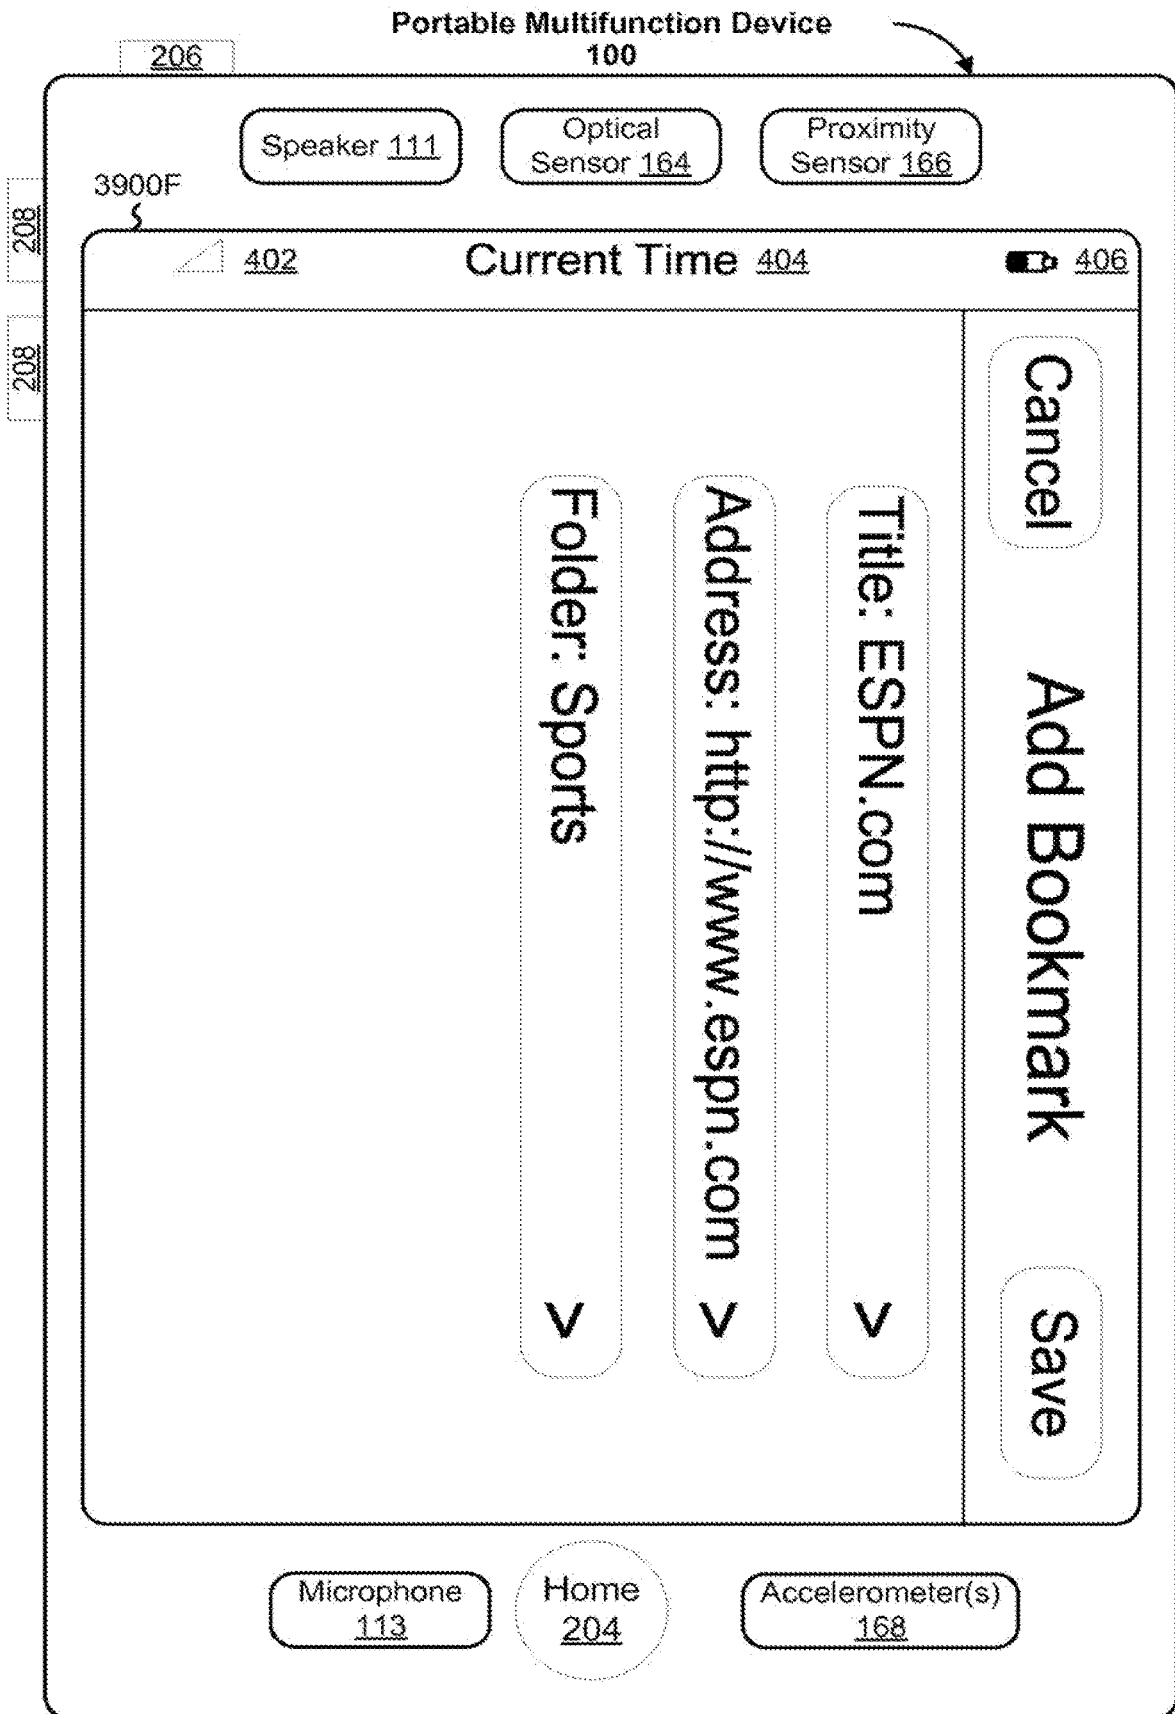 Portable Multifunction Device
100
206
Speaker 111
Optical
Sensor 164
Proximity
Sensor 166
3900F
208
208
402
Current Time 404
406
Cancel
Add Bookmark
Save
Title: ESPN.com
>
Address: http://www.espn.com
>
Folder: Sports
>
Microphone
113
Home
204
Accelerometer(s)
168